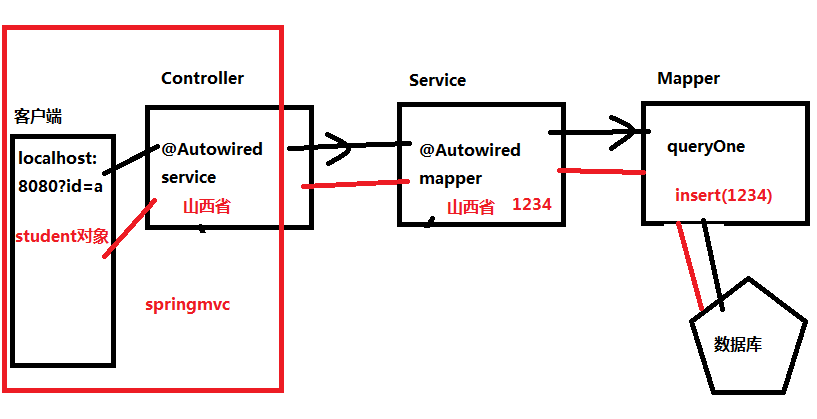 客户端
localhost:
8080?id=a
student对象
Controller
@Autowired
service
山西省
springmvc
Service
@Autowired
mapper
山西省 1234
Mapper
queryOne
insert(1234)
数据库